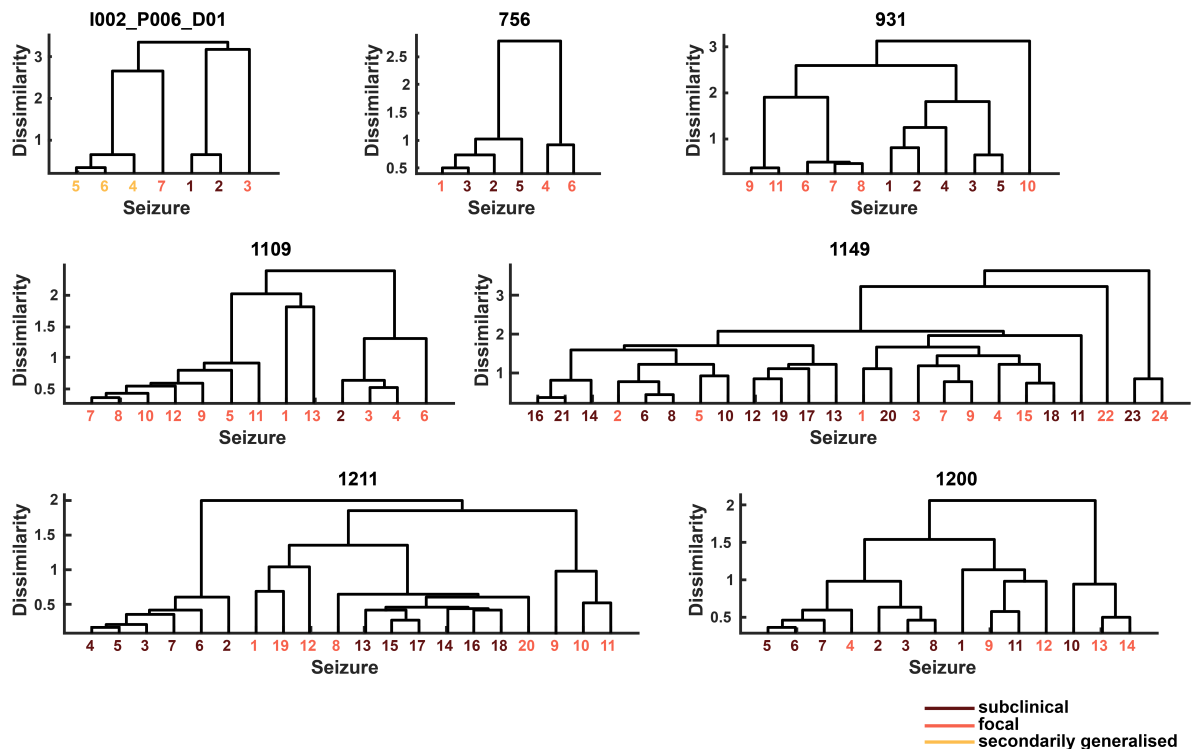 I002_P006_D01
Dissimilarity
3
2
1
5 6 4 7 1 2 3
Seizure
756
Dissimilarity
2.5
2
1.5
1
0.5
1 3 2 5 4 6
Seizure
931
Dissimilarity
3
2
1
9 11 6 7 8 1 2 4 3 5 10
Seizure
1109
Dissimilarity
2
1.5
1
0.5
7 8 10 12 9 5 11 1 13 2 3 4 6
Seizure
1149
Dissimilarity
3
2
1
16 21 14 2 6 8 5 10 12 19 17 13 1 20 3 7 9 4 15 18 11 22 23 24
Seizure
1211
Dissimilarity
2
1.5
1
0.5
4 5 3 7 6 2 1 19 12 8 13 15 17 14 16 18 20 9 10 11
Seizure
1200
Dissimilarity
2
1.5
1
0.5
5 6 7 4 2 3 8 1 9 11 12 10 13 14
Seizure
subclinical
focal
secondarily generalised